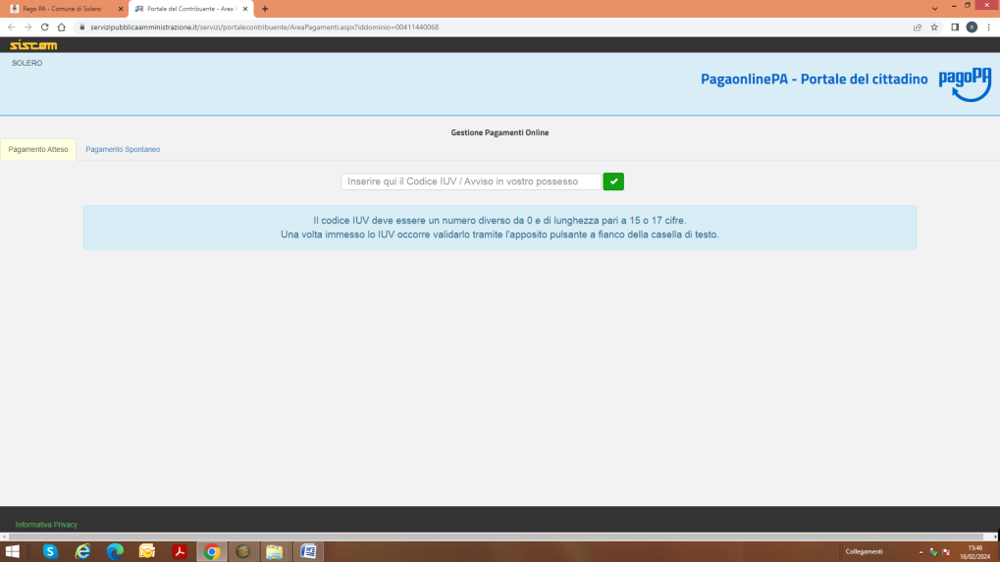 Pago PA - Comune di Solero
Portale del Contribuente - Area P
servizipubblicaamministrazione.it/servizi/portalecontribuente/AreaPagamenti.aspx?iddominio=00411440068
sistem
SOLERO
PagaonlinePA - Portale del cittadino
pagoPA
Gestione Pagamenti Online
Pagamento Atteso
Pagamento Spontaneo
Inserire qui il Codice IUV / Avviso in vostro possesso
Il codice IUV deve essere un numero diverso da 0 e di lunghezza pari a 15 o 17 cifre.
Una volta immesso lo IUV occorre validarlo tramite l'apposito pulsante a fianco della casella di testo.
Informativa Privacy
Collegamenti
15:46
16/02/2024